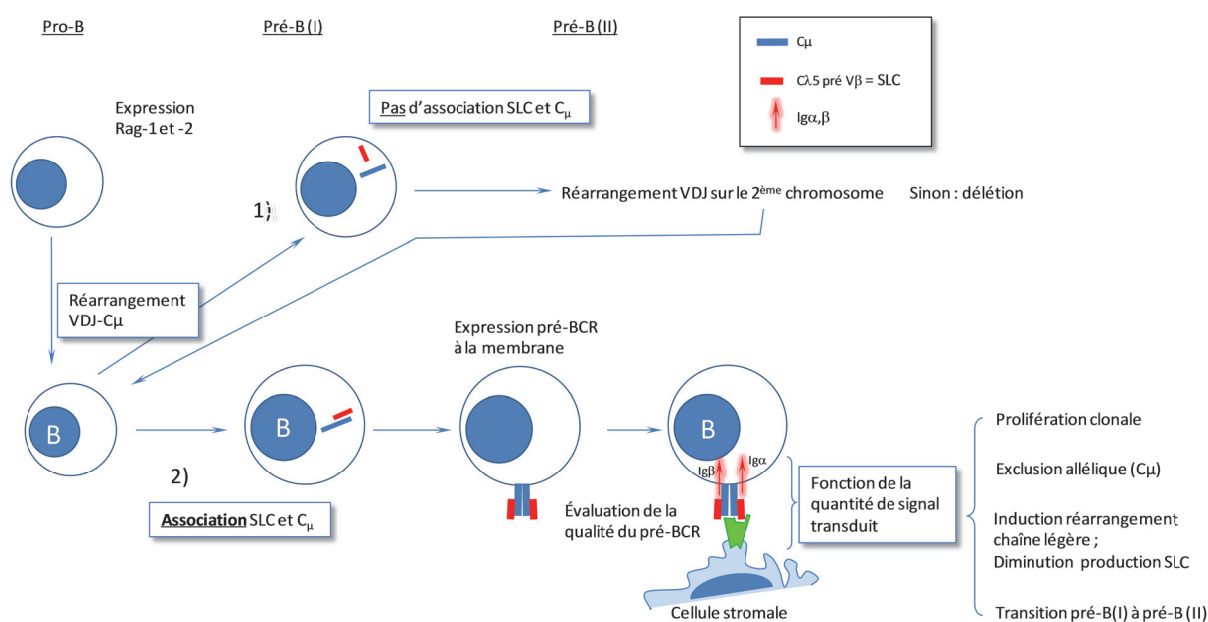 Pro-B
Pré-B (I)
Pré-B (II)
Cμ
Cλ5 pré Vβ = SLC
Igα,β
Expression
Rag-1 et -2
Pas d'association SLC et Cμ
1)
Réarrangement VDJ sur le 2ème chromosome
Sinon : délétion
Réarrangement
VDJ-Cμ
Expression pré-BCR
à la membrane
B
B
B
Igβ
Igα
2)
Association SLC et Cμ
Évaluation de la
qualité du pré-BCR
Fonction de la
quantité de signal
transduit
Cellule stromale
Prolifération clonale
Exclusion allélique (Cμ)
Induction réarrangement
chaîne légère ;
Diminution production SLC
Transition pré-B(I) à pré-B (II)